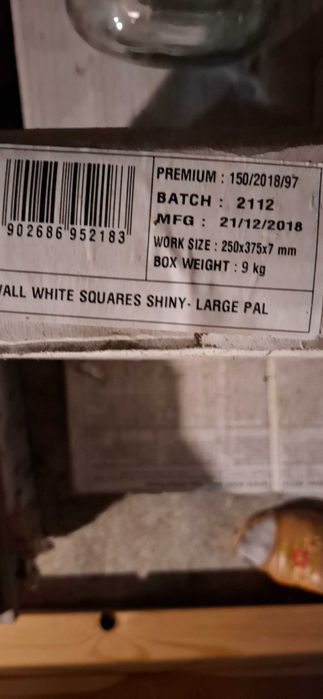 PREMIUM : 150/2018/97
BATCH : 2112
MFG : 21/12/2018
WORK SIZE : 250x375x7 mm
BOX WEIGHT : 9 kg
902686 952183
WALL WHITE SQUARES SHINY- LARGE PAL